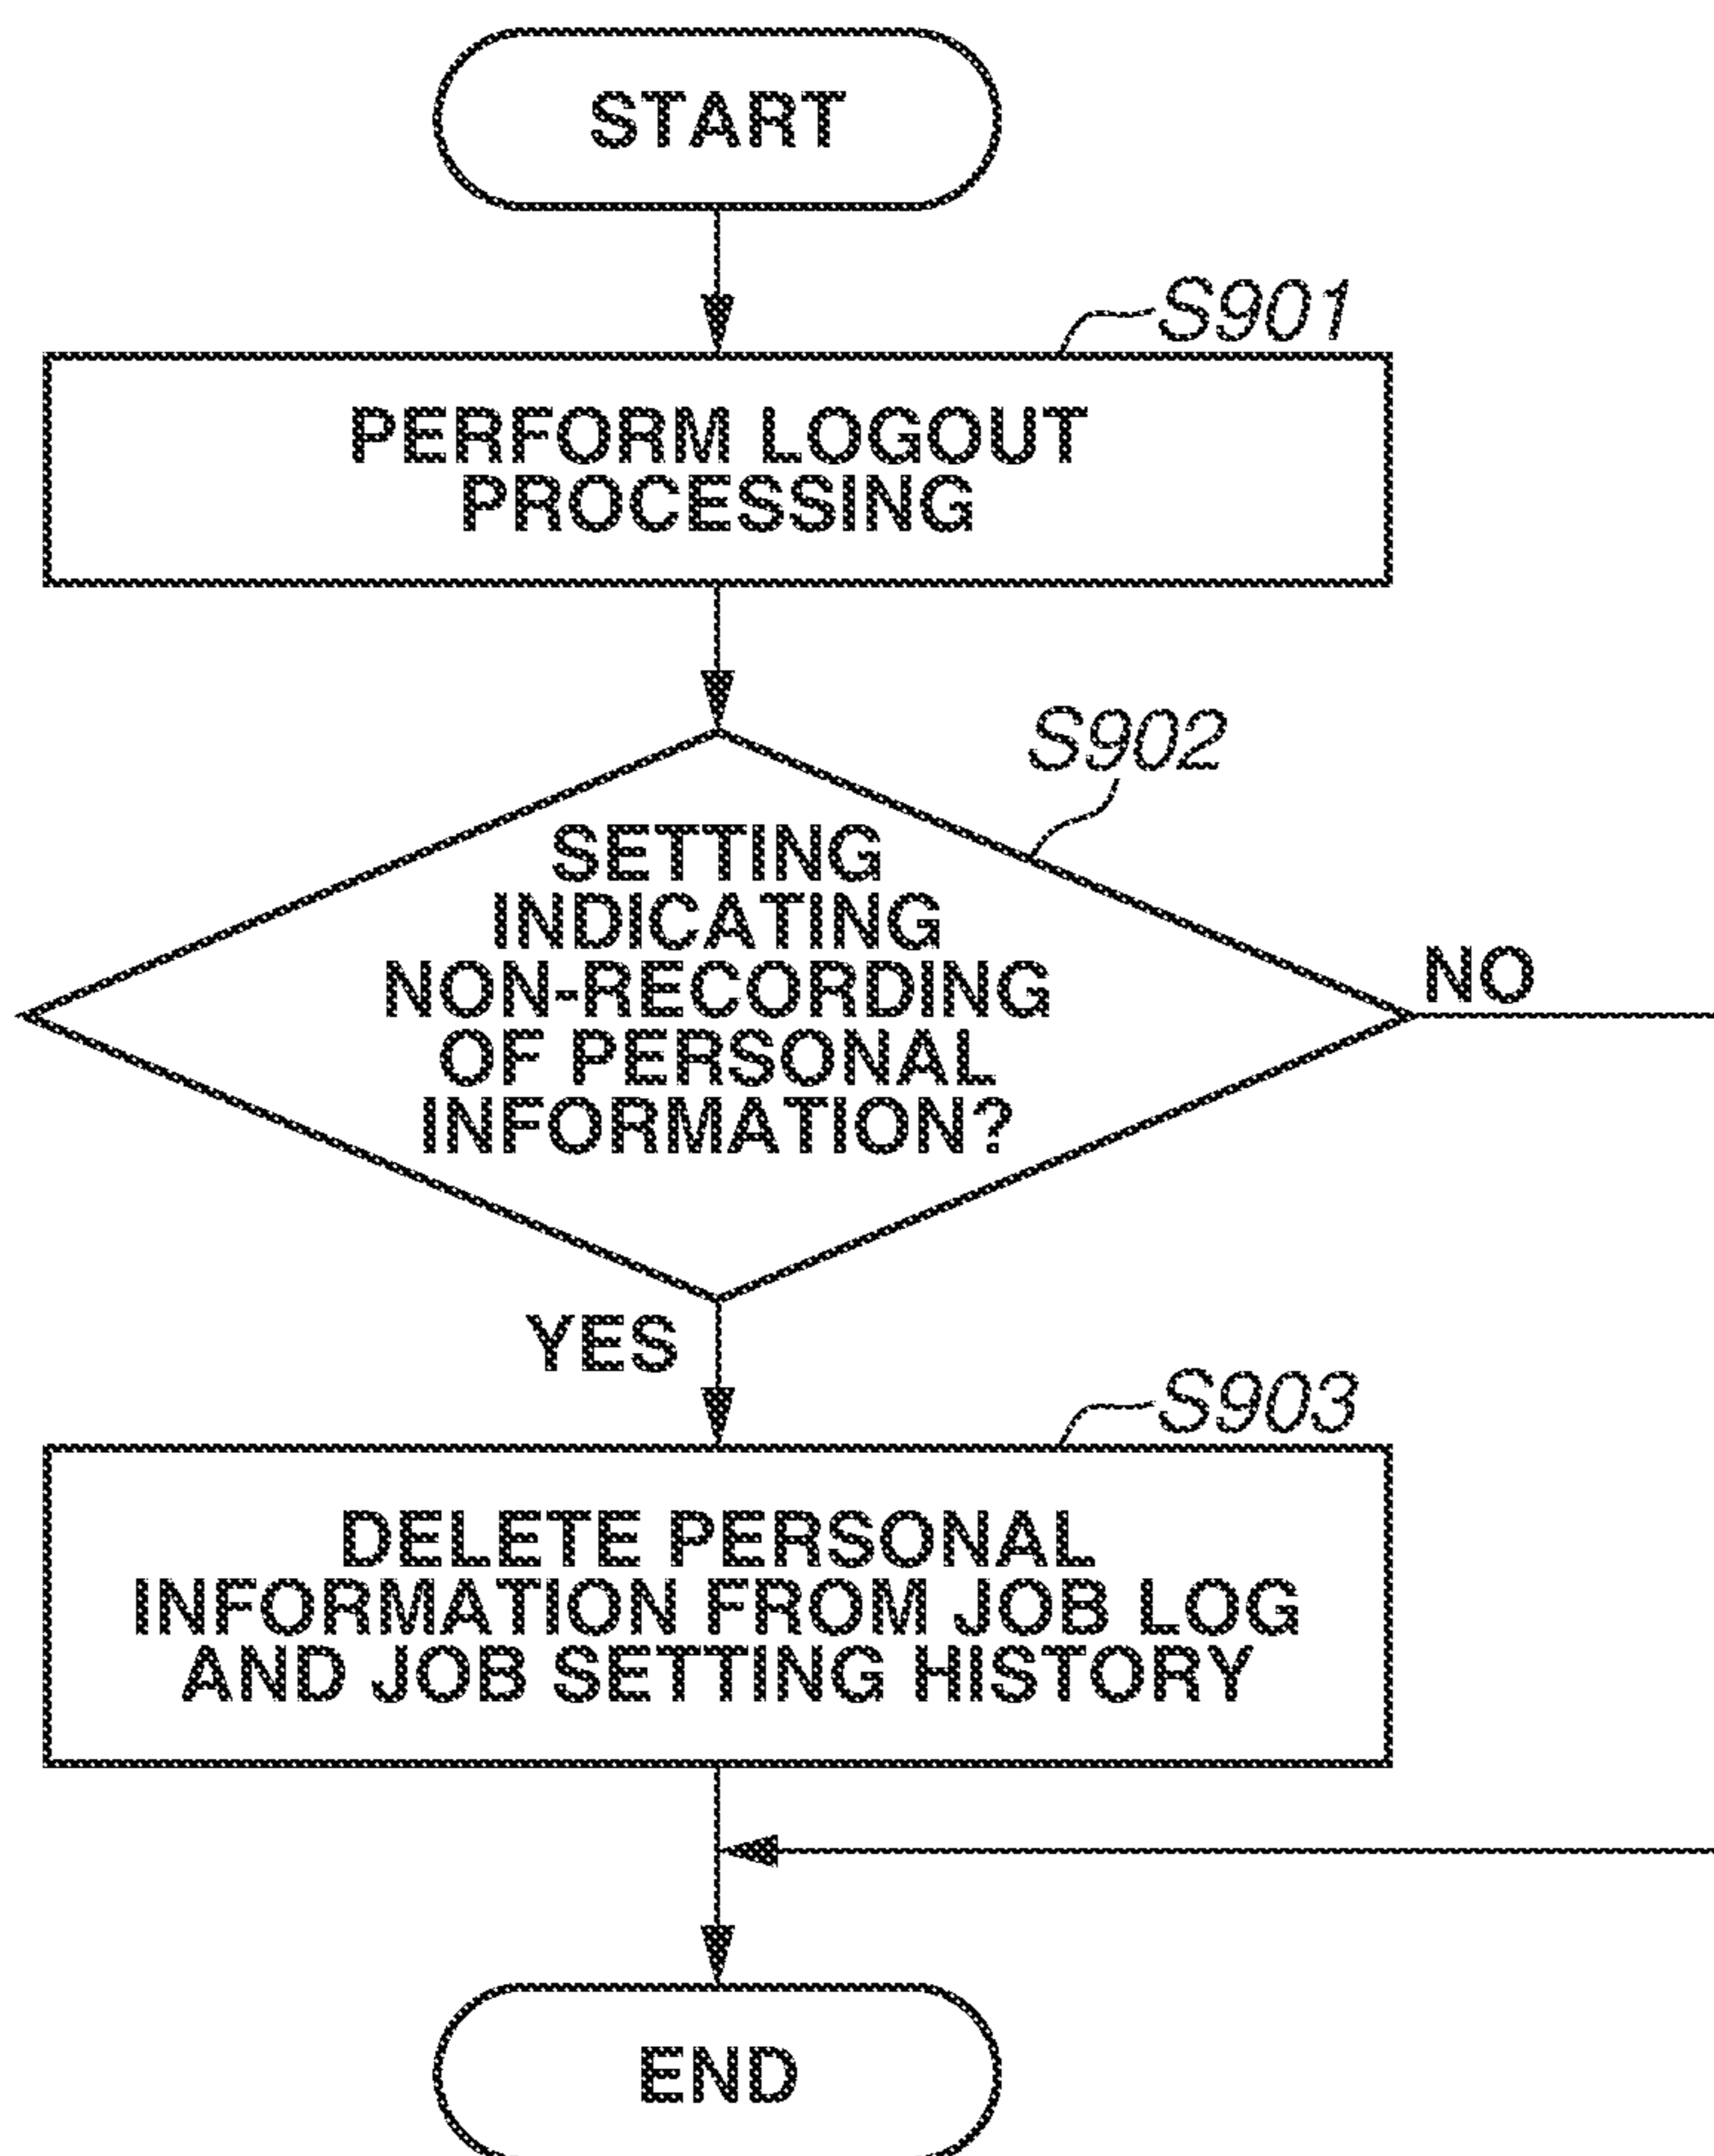 START
S901
PERFORM LOGOUT
PROCESSING
S902
SETTING
INDICATING
NON-RECORDING
OF PERSONAL
INFORMATION?
NO
YES
S903
DELETE PERSONAL
INFORMATION FROM JOB LOG
AND JOB SETTING HISTORY
END